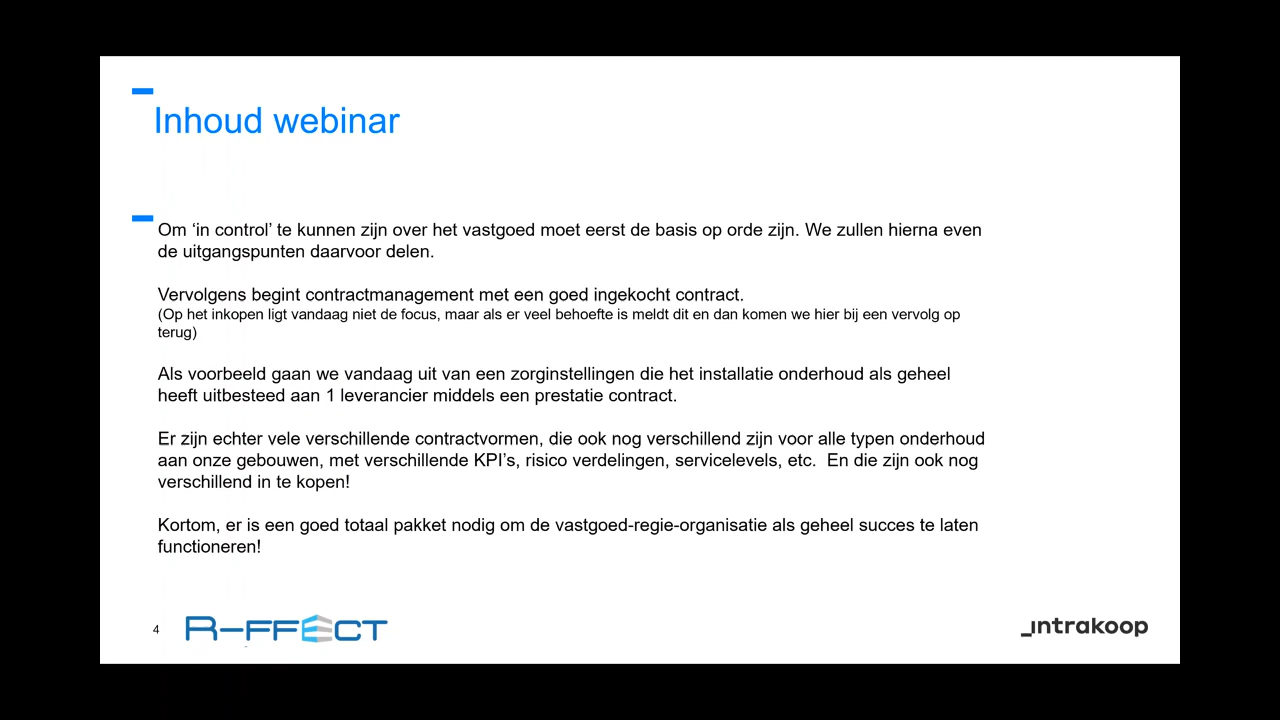 Inhoud webinar
Om ‘in control’ te kunnen zijn over het vastgoed moet eerst de basis op orde zijn. We zullen hierna even
de uitgangspunten daarvoor delen.
Vervolgens begint contractmanagement met een goed ingekocht contract.
(Op het inkopen ligt vandaag niet de focus, maar als er veel behoefte is meldt dit en dan komen we hier bij een vervolg op
terug)
Als voorbeeld gaan we vandaag uit van een zorginstellingen die het installatie onderhoud als geheel
heeft uitbesteed aan 1 leverancier middels een prestatie contract.
Er zijn echter vele verschillende contractvormen, die ook nog verschillend zijn voor alle typen onderhoud
aan onze gebouwen, met verschillende KPI’s, risico verdelingen, servicelevels, etc.  En die zijn ook nog
verschillend in te kopen!
Kortom, er is een goed totaal pakket nodig om de vastgoed-regie-organisatie als geheel succes te laten
functioneren!
4
R-FFECT
_intrakoop